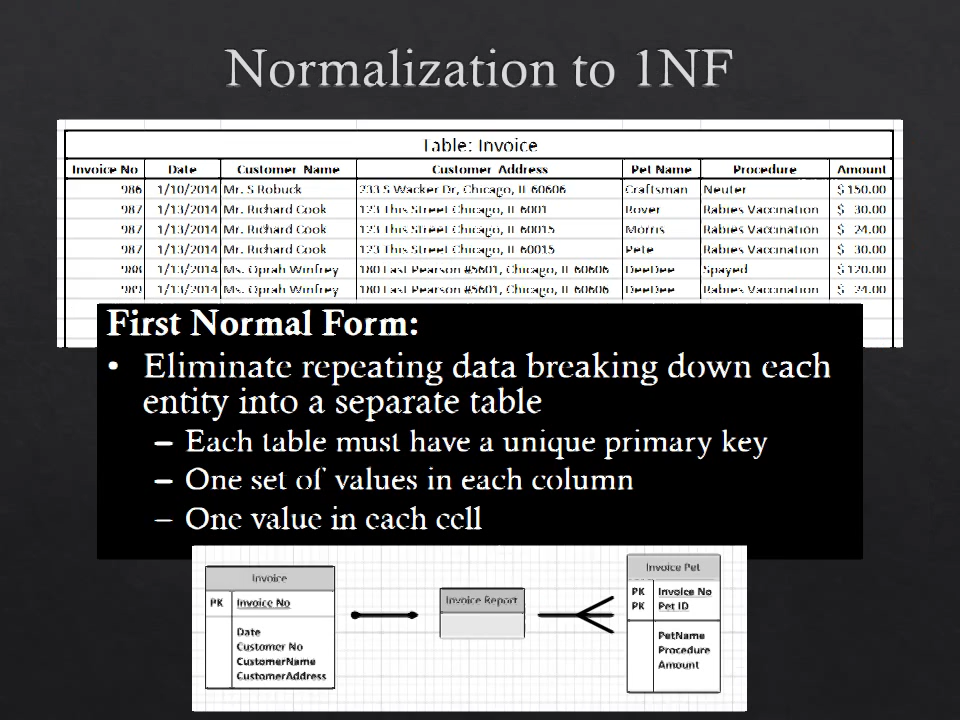 Normalization to 1NF
Table: Invoice
Invoice No Date Customer Name Customer Address Pet Name Procedure Amount
986 1/10/2014 Mr. S Robuck 233 S Wacker Dr, Chicago, IL 60606 Craftsman Neuter $ 150.00
987 1/13/2014 Mr. Richard Cook 123 This Street Chicago, IL 6001 Rover Rabies Vaccination $ 30.00
987 1/13/2014 Mr. Richard Cook 123 This Street Chicago, IL 60015 Morris Rabies Vaccination $ 24.00
987 1/13/2014 Mr. Richard Cook 123 This Street Chicago, IL 60015 Pete Rabies Vaccination $ 30.00
988 1/13/2014 Ms. Oprah Winfrey 180 East Pearson #5601, Chicago, IL 60606 DeeDee Spayed $ 120.00
989 1/13/2014 Ms. Oprah Winfrey 180 East Pearson #5601, Chicago, IL 60606 DeeDee Rabies Vaccination $ 24.00
First Normal Form:
• Eliminate repeating data breaking down each
entity into a separate table
– Each table must have a unique primary key
– One set of values in each column
– One value in each cell
Invoice
PK Invoice No
Date
Customer No
CustomerName
CustomerAddress
Invoice Report
Invoice Pet
PK Invoice No
PK Pet ID
PetName
Procedure
Amount